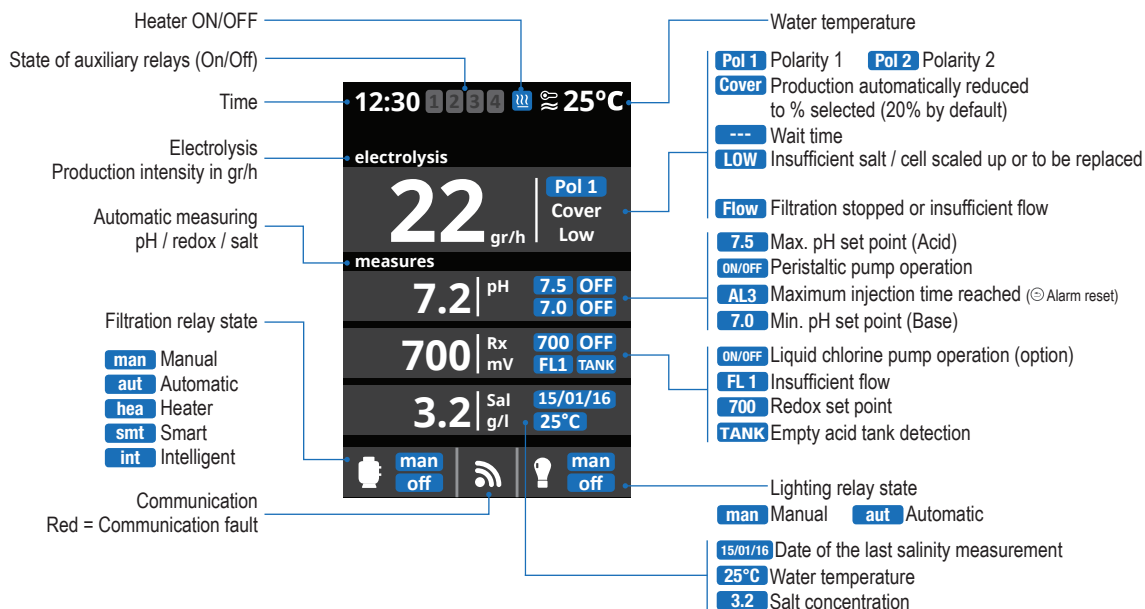 Heater ON/OFF
State of auxiliary relays (On/Off)
Time
Electrolysis
Production intensity in gr/h
Automatic measuring
pH / redox / salt
Filtration relay state
man Manual
aut Automatic
hea Heater
smt Smart
int Intelligent
Communication
Red = Communication fault
12:30 1 2 3 4 25ºC
electrolysis
22 gr/h
Pol 1
Cover
Low
measures
7.2 pH 7.5 OFF
7.0 OFF
700 Rx 700 OFF
mV FL1 TANK
3.2 Sal 15/01/16
g/l 25°C
man man
off off
Water temperature
Pol 1 Polarity 1 Pol 2 Polarity 2
Cover Production automatically reduced
to % selected (20% by default)
--- Wait time
LOW Insufficient salt / cell scaled up or to be replaced
Flow Filtration stopped or insufficient flow
7.5 Max. pH set point (Acid)
ON/OFF Peristaltic pump operation
AL3 Maximum injection time reached (⊝ Alarm reset)
7.0 Min. pH set point (Base)
ON/OFF Liquid chlorine pump operation (option)
FL 1 Insufficient flow
700 Redox set point
TANK Empty acid tank detection
Lighting relay state
man Manual aut Automatic
15/01/16 Date of the last salinity measurement
25°C Water temperature
3.2 Salt concentration